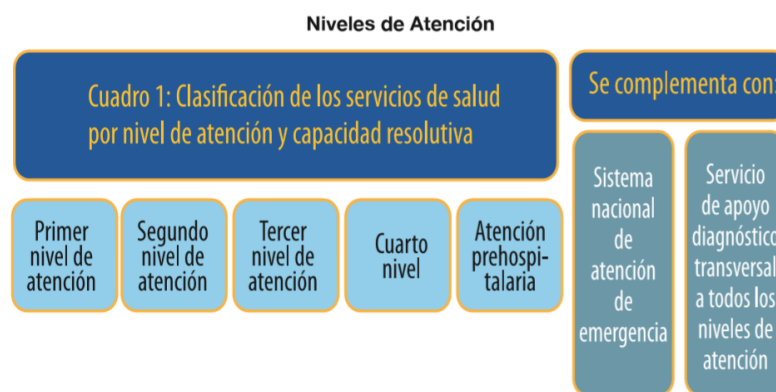 Niveles de Atención
Cuadro 1: Clasificación de los servicios de salud
por nivel de atención y capacidad resolutiva
Se complementa con:
Primer
nivel de
atención
Segundo
nivel de
atención
Tercer
nivel de
atención
Cuarto
nivel
Atención
prehospi-
talaria
Sistema
nacional
de
atención
de
emergencia
Servicio
de apoyo
diagnóstico
transversal
a todos los
niveles de
atención